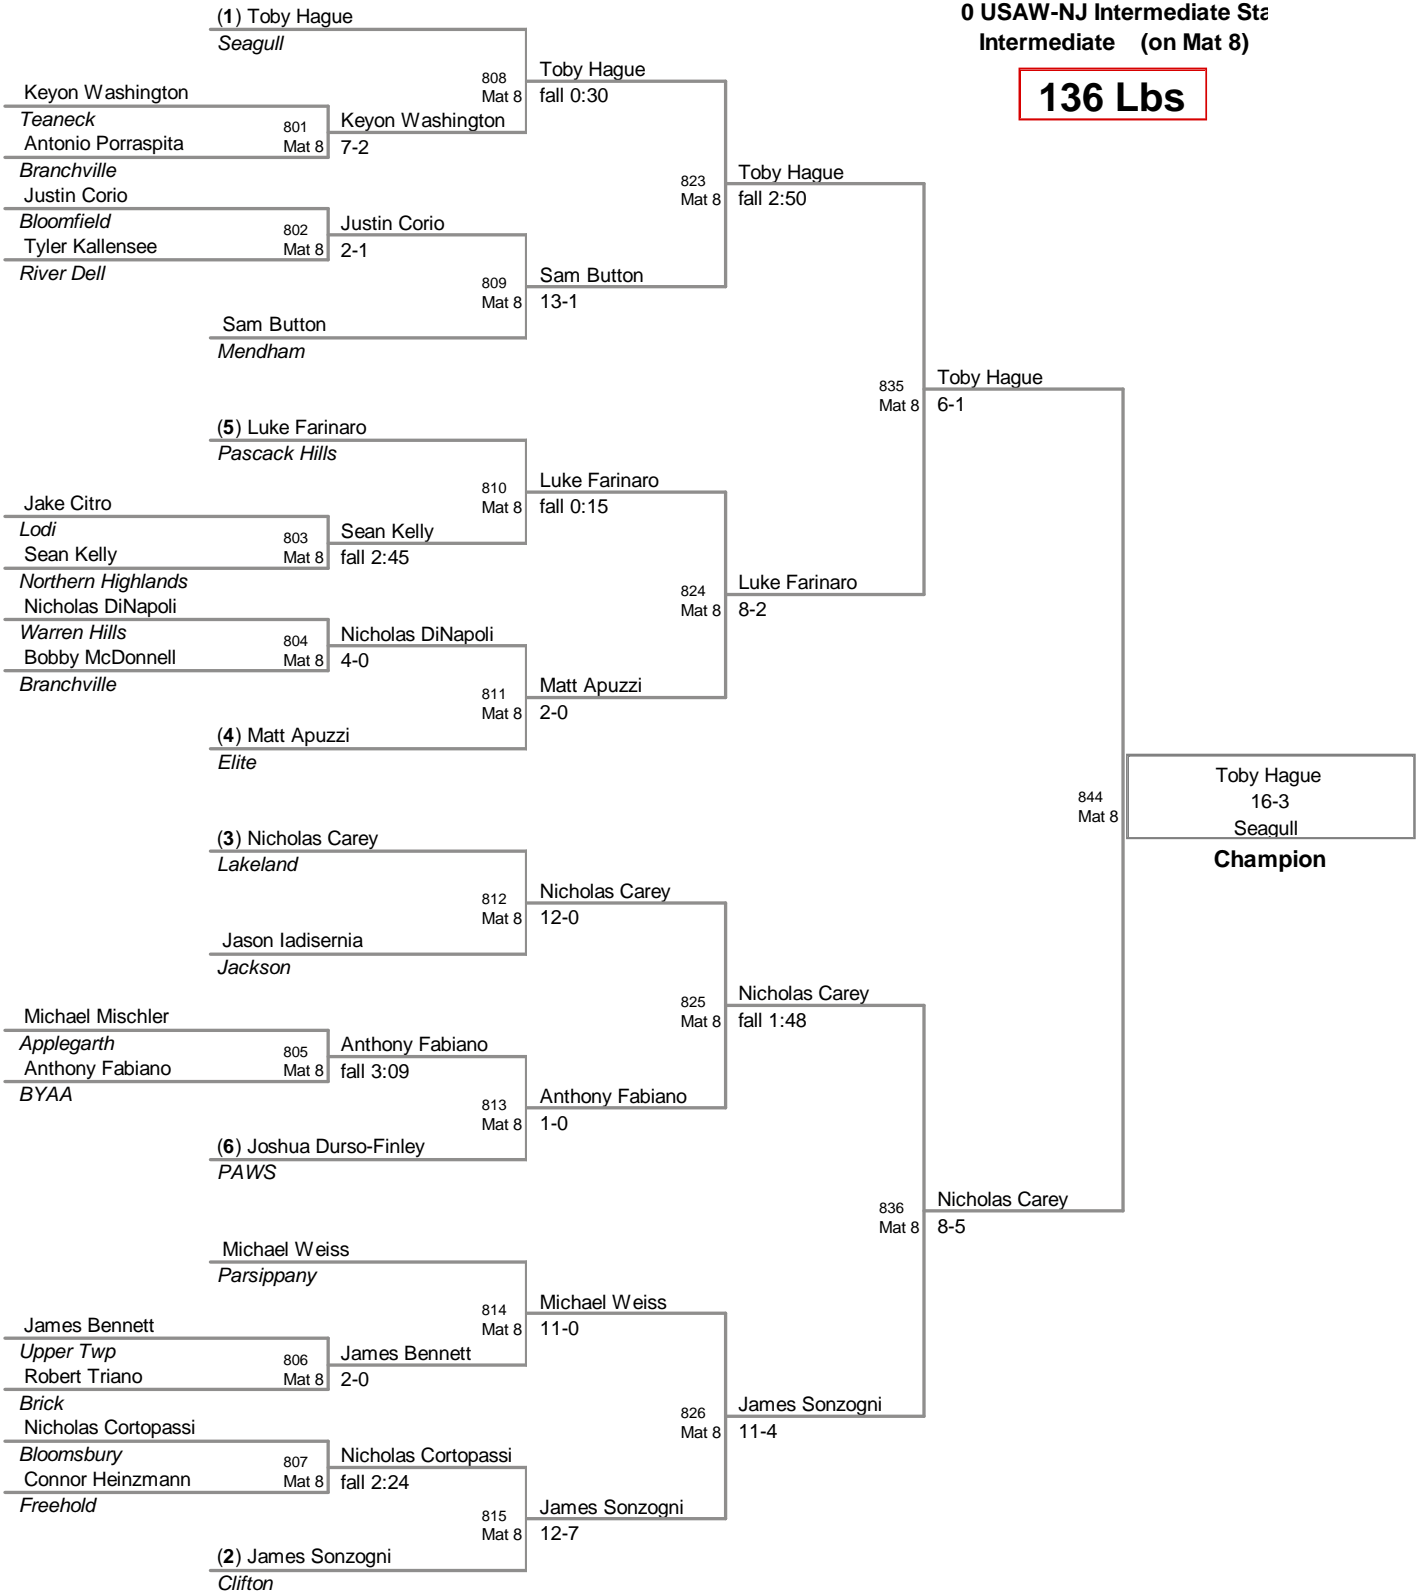 (1) Toby Hague
Seagull
0 USAW-NJ Intermediate Sta
Intermediate (on Mat 8)
136 Lbs
808
Mat 8
Toby Hague
fall 0:30
Keyon Washington
Teaneck
801
Mat 8
Keyon Washington
7-2
Antonio Porraspita
Branchville
823
Mat 8
Toby Hague
fall 2:50
Justin Corio
Bloomfield
802
Mat 8
Justin Corio
2-1
Tyler Kallensee
River Dell
809
Mat 8
Sam Button
13-1
Sam Button
Mendham
835
Mat 8
Toby Hague
6-1
(5) Luke Farinaro
Pascack Hills
810
Mat 8
Luke Farinaro
fall 0:15
Jake Citro
Lodi
803
Mat 8
Sean Kelly
fall 2:45
Sean Kelly
Northern Highlands
824
Mat 8
Luke Farinaro
8-2
Nicholas DiNapoli
Warren Hills
804
Mat 8
Nicholas DiNapoli
4-0
Bobby McDonnell
Branchville
811
Mat 8
Matt Apuzzi
2-0
(4) Matt Apuzzi
Elite
844
Mat 8
Toby Hague
16-3
Seagull
Champion
(3) Nicholas Carey
Lakeland
812
Mat 8
Nicholas Carey
12-0
Jason Iadisernia
Jackson
825
Mat 8
Nicholas Carey
fall 1:48
Michael Mischler
Applegarth
805
Mat 8
Anthony Fabiano
fall 3:09
Anthony Fabiano
BYAA
813
Mat 8
Anthony Fabiano
1-0
(6) Joshua Durso-Finley
PAWS
836
Mat 8
Nicholas Carey
8-5
Michael Weiss
Parsippany
814
Mat 8
Michael Weiss
11-0
James Bennett
Upper Twp
806
Mat 8
James Bennett
2-0
Robert Triano
Brick
826
Mat 8
James Sonzogni
11-4
Nicholas Cortopassi
Bloomsbury
807
Mat 8
Nicholas Cortopassi
fall 2:24
Connor Heinzmann
Freehold
815
Mat 8
James Sonzogni
12-7
(2) James Sonzogni
Clifton